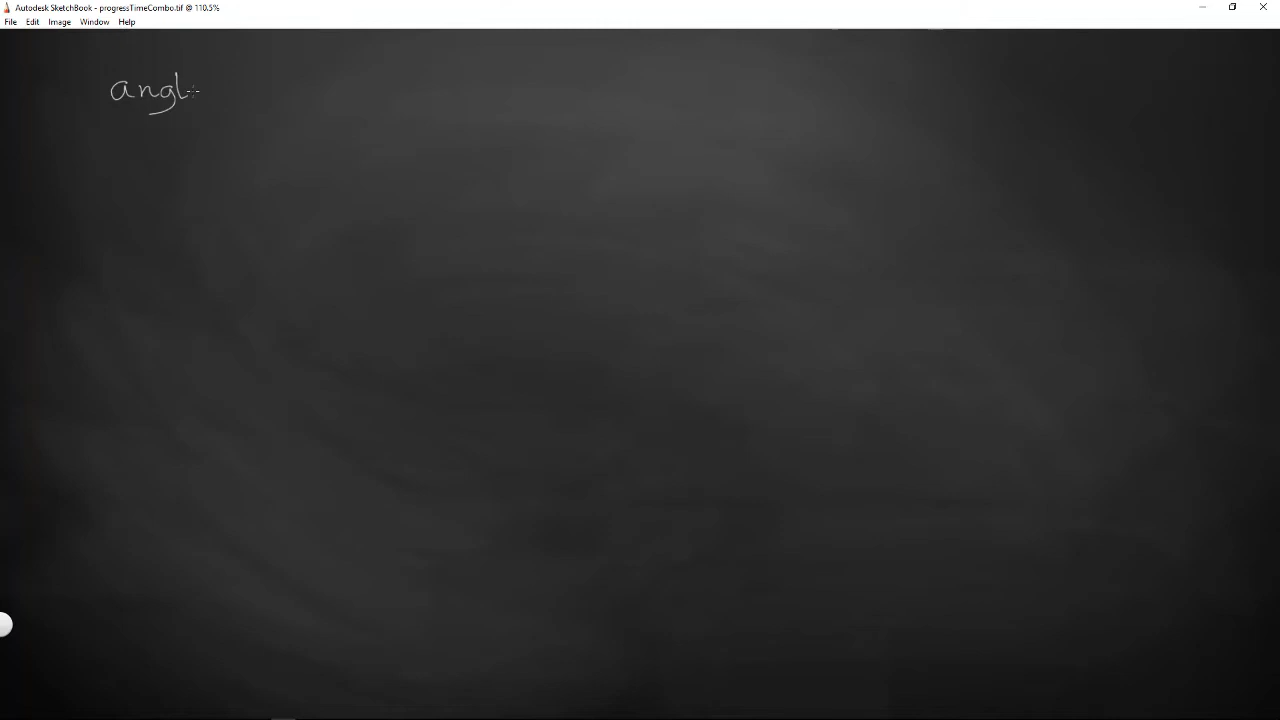 Autodesk SketchBook - progressTimeCombo.tif @ 110.5%
File Edit Image Window Help
angl